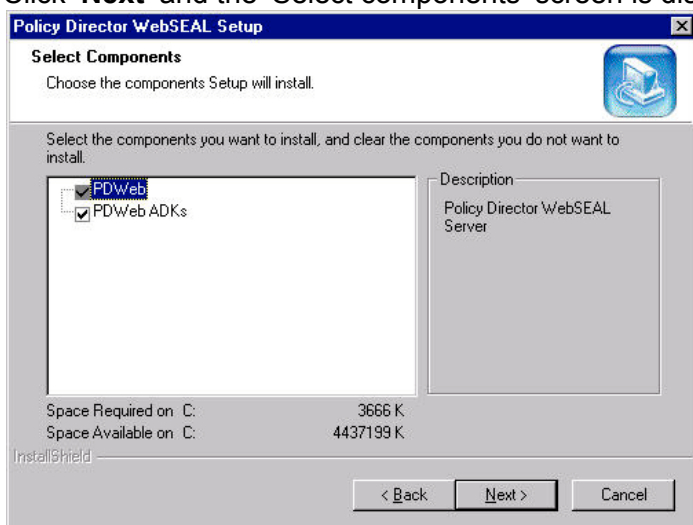 Click 'Next' and the 'Select components' screen is dis
Policy Director WebSEAL Setup
Select Components
Choose the components Setup will install.
Select the components you want to install, and clear the components you do not want to
install.
PDWeb
PDWeb ADKs
Description
Policy Director WebSEAL
Server
Space Required on C: 3666 K
Space Available on C: 4437199 K
InstallShield
< Back Next > Cancel